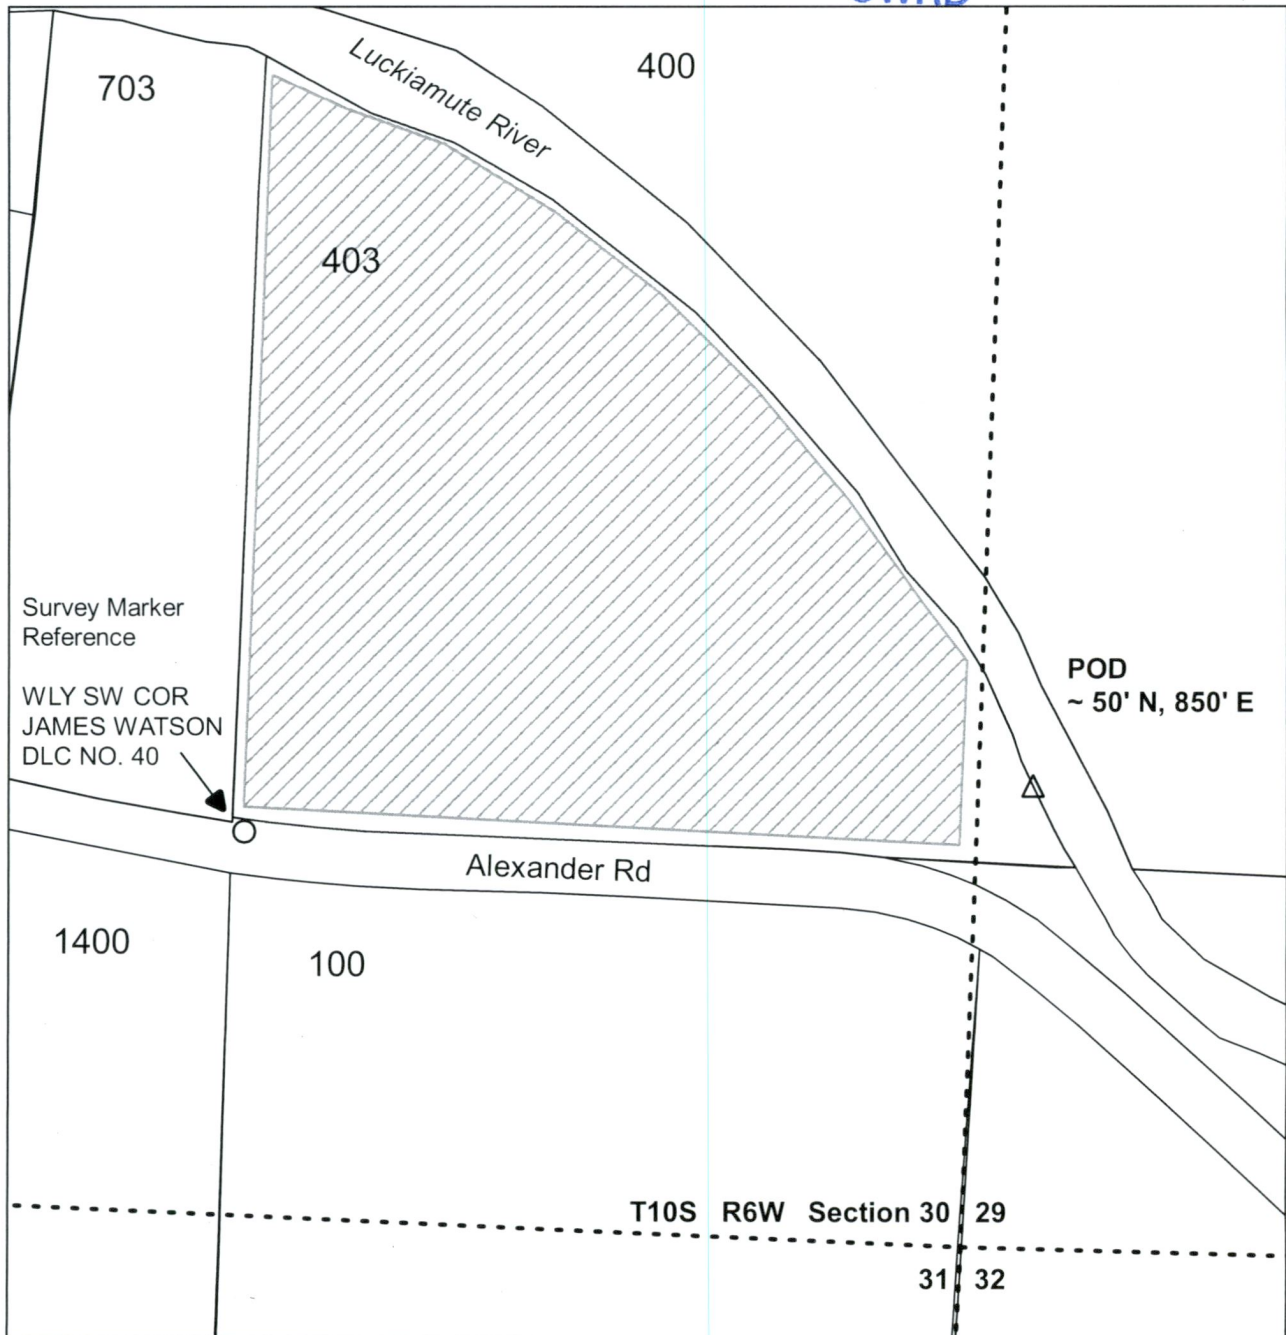 OWRD
703
Luckiamute River
400
403
Survey Marker
Reference
WLY SW COR
JAMES WATSON
DLC NO. 40
POD
~ 50' N, 850' E
Alexander Rd
1400
100
T10S R6W Section 30 29
31 32